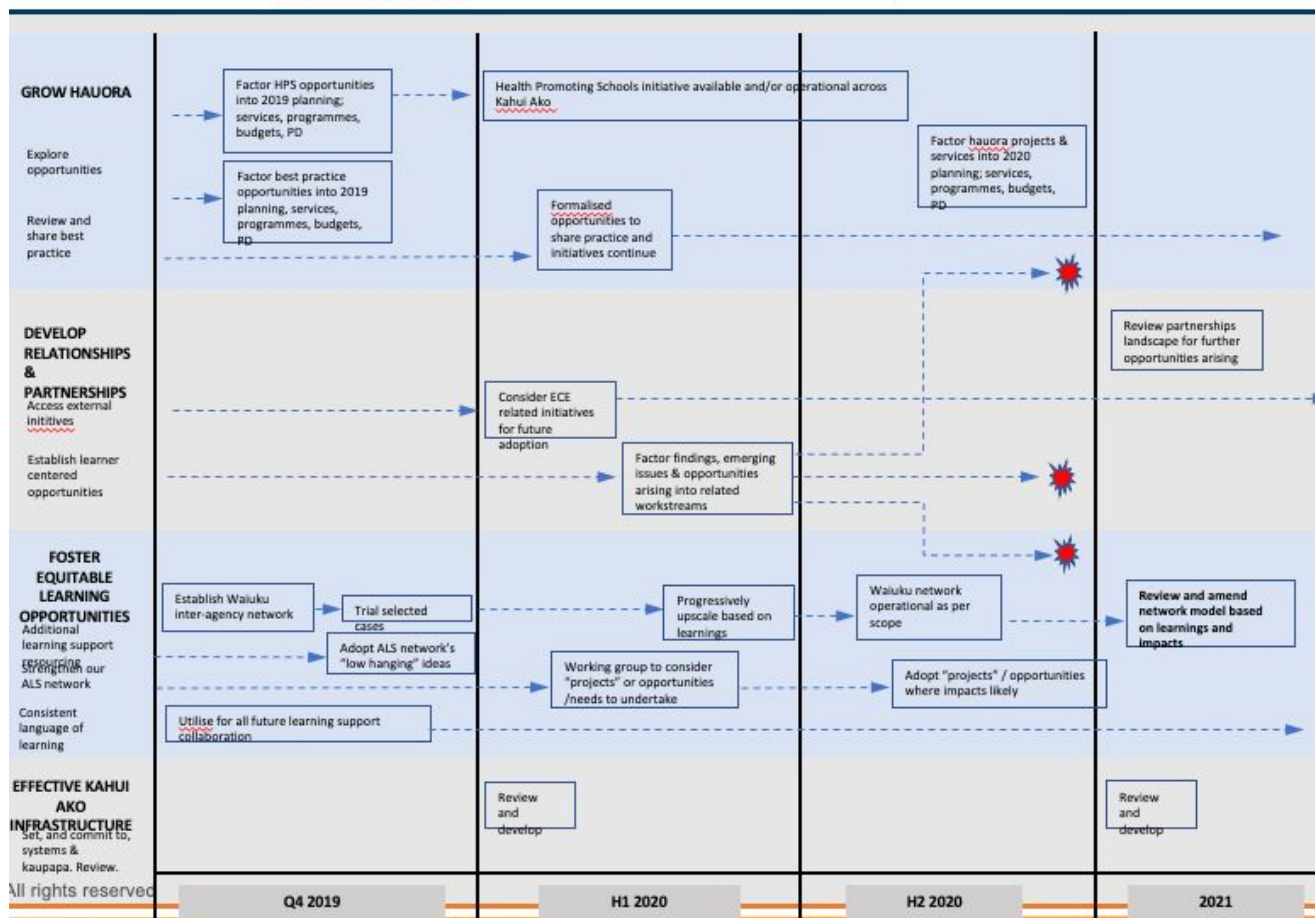 GROW HAUORA
Explore
opportunities
Review and
share best
practice
Factor HPS opportunities
into 2019 planning;
services, programmes,
budgets, PD
Factor best practice
opportunities into 2019
planning, services,
programmes, budgets,
PD
Health Promoting Schools initiative available and/or operational across
Kahui Ako
Formalised
opportunities to
share practice and
initiatives continue
Factor hauora projects &
services into 2020
planning; services,
programmes, budgets,
PD
DEVELOP
RELATIONSHIPS
&
PARTNERSHIPS
Access external
inititives
Establish learner
centered
opportunities
Consider ECE
related initiatives
for future
adoption
Factor findings, emerging
issues & opportunities
arising into related
workstreams
Review partnerships
landscape for further
opportunities arising
FOSTER
EQUITABLE
LEARNING
OPPORTUNITIES
Additional
learning support
resourcing
Strengthen our
ALS network
Consistent
language of
learning
Establish Waiuku
inter-agency network
Trial selected
cases
Adopt ALS network's
"low hanging" ideas
Utilise for all future learning support
collaboration
Progressively
upscale based on
learnings
Working group to consider
"projects" or opportunities
/needs to undertake
Waiuku network
operational as per
scope
Adopt "projects" / opportunities
where impacts likely
Review and amend
network model based
on learnings and
impacts
EFFECTIVE KAHUI
AKO
INFRASTRUCTURE
Set, and commit to,
systems &
kaupapa. Review.
Review
and
develop
Review
and
develop
All rights reserved
Q4 2019
H1 2020
H2 2020
2021